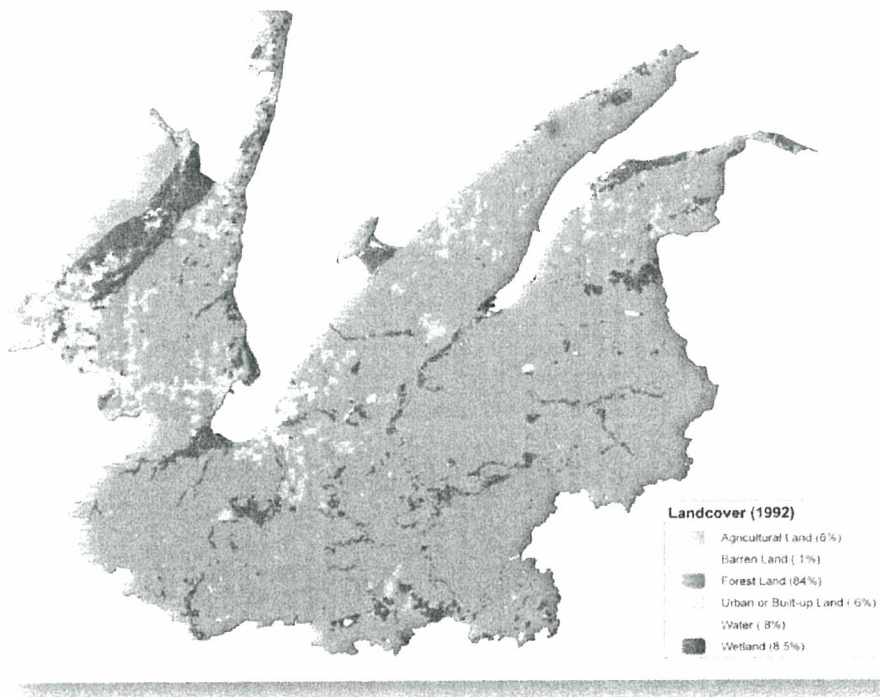 Landcover (1992)
Agricultural Land (6%)
Barren Land ( 1%)
Forest Land (84%)
Urban or Built-up Land ( 6%)
Water ( 8%)
Wetland (8.5%)